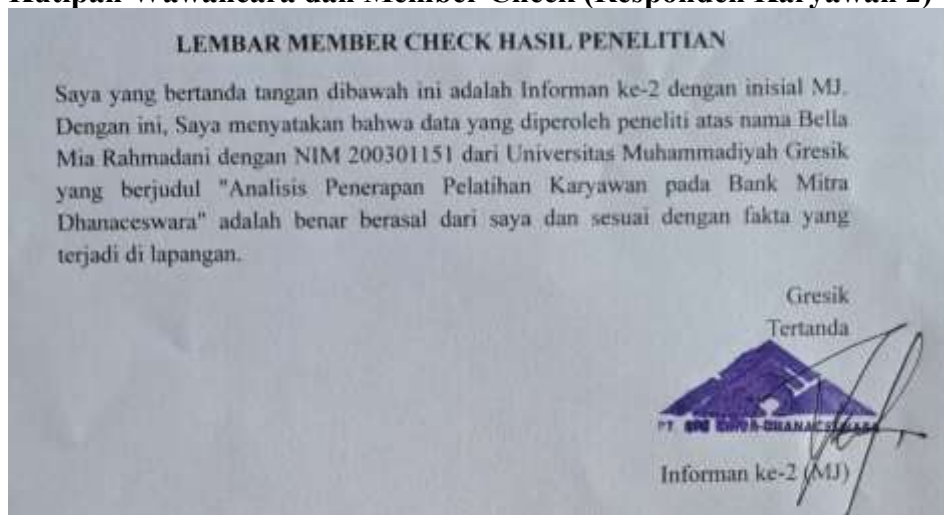 Kutipan Wawancara dan Member Check (Responden Karyawan 2)
LEMBAR MEMBER CHECK HASIL PENELITIAN
Saya yang bertanda tangan dibawah ini adalah Informan ke-2 dengan inisial MJ.
Dengan ini, Saya menyatakan bahwa data yang diperoleh peneliti atas nama Bella
Mia Rahmadani dengan NIM 200301151 dari Universitas Muhammadiyah Gresik
yang berjudul "Analisis Penerapan Pelatihan Karyawan pada Bank Mitra
Dhanaceswara" adalah benar berasal dari saya dan sesuai dengan fakta yang
terjadi di lapangan.
Gresik
Tertanda
PT. BPR
Informan ke-2 (MJ)